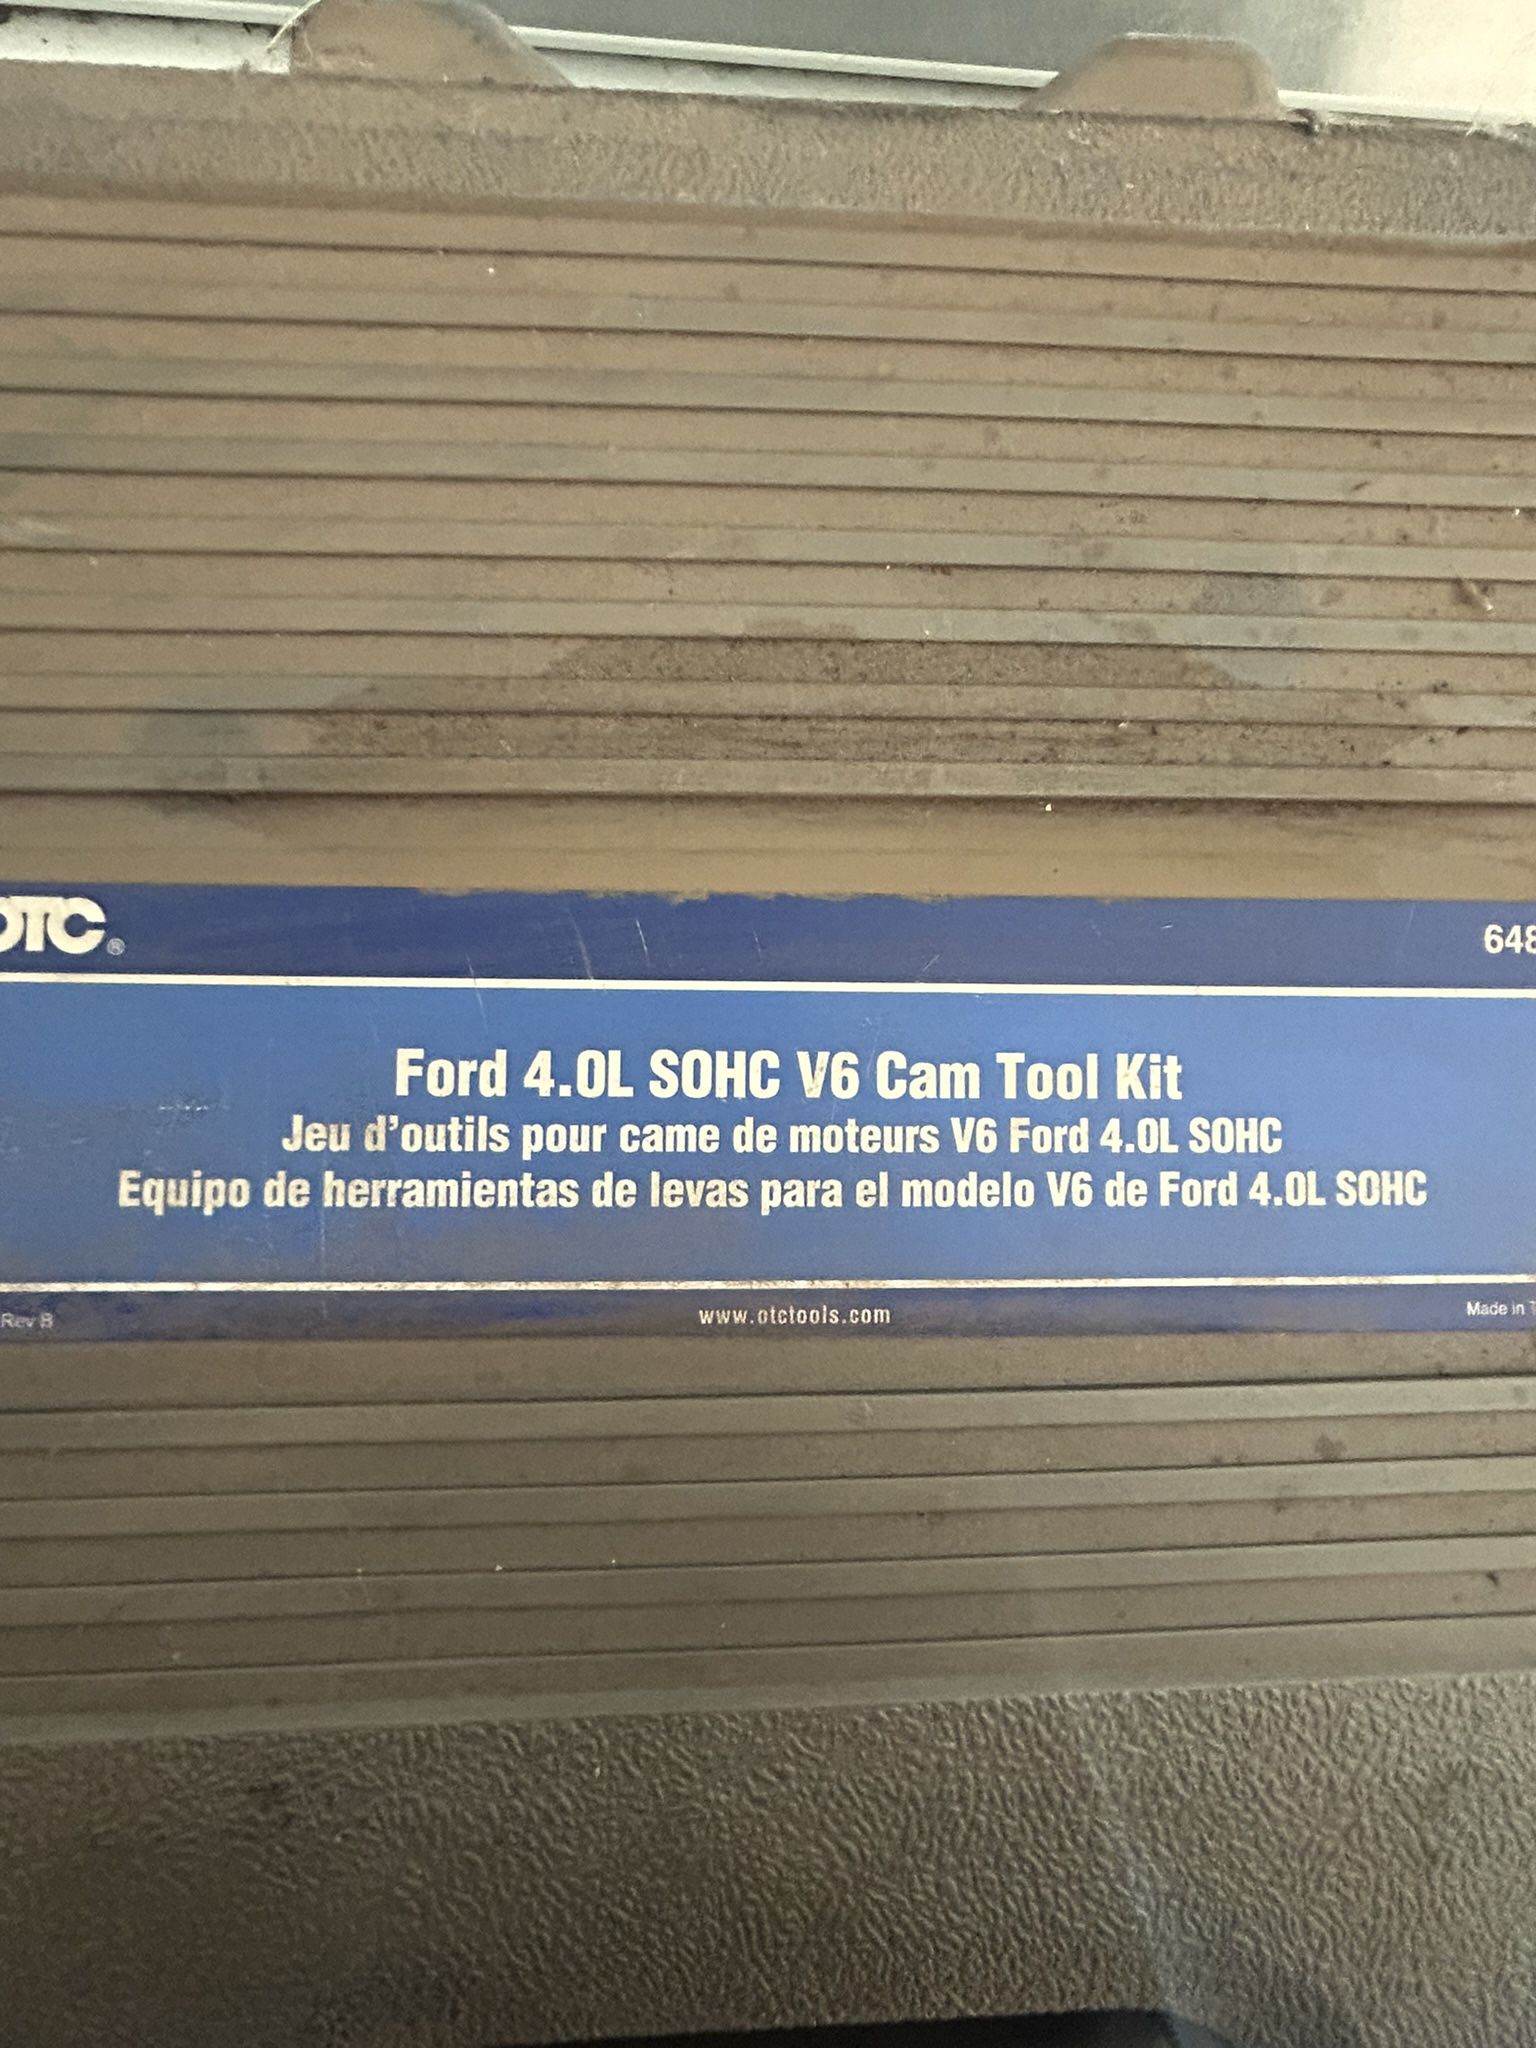 OTC®
648
Ford 4.0L SOHC V6 Cam Tool Kit
Jeu d'outils pour came de moteurs V6 Ford 4.0L SOHC
Equipo de herramientas de levas para el modelo V6 de Ford 4.0L SOHC
Rev B
www.otctools.com
Made in